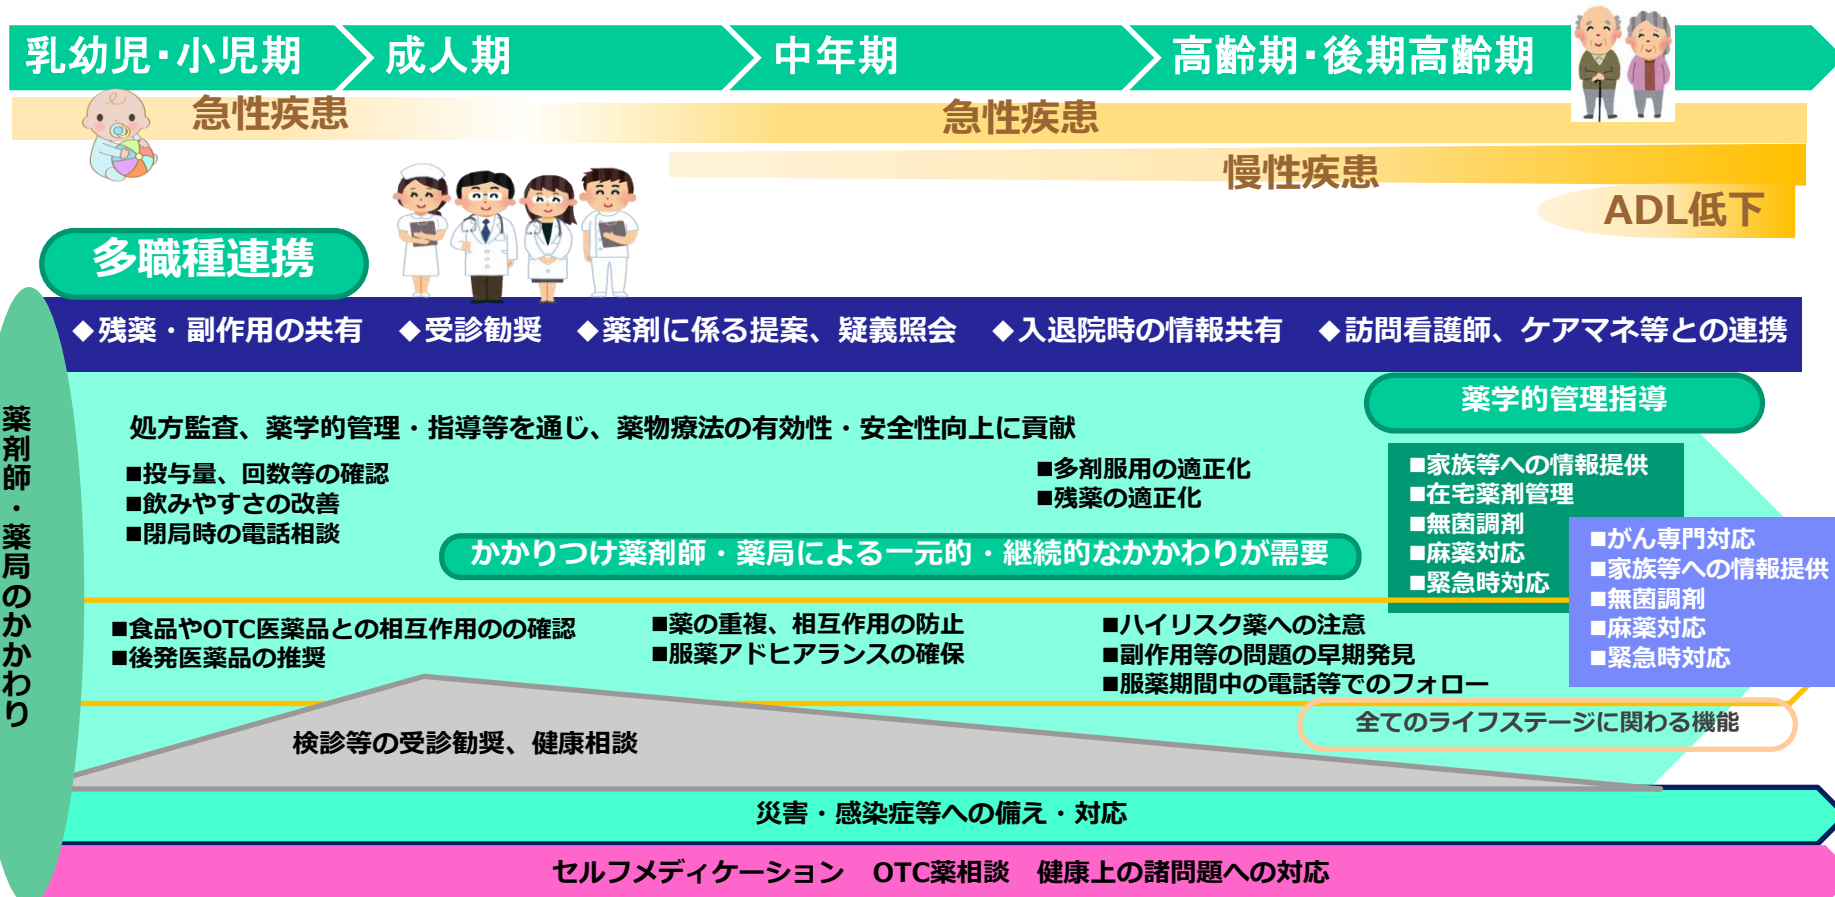 乳幼児・小児期
成人期
中年期
高齢期・後期高齢期
急性疾患
急性疾患
慢性疾患
ADL低下
多職種連携
◆残薬・副作用の共有 ◆受診勧奨 ◆薬剤に係る提案、疑義照会 ◆入退院時の情報共有 ◆訪問看護師、ケアマネ等との連携
薬剤師・薬局のかかわり
処方監査、薬学的管理・指導等を通じ、薬物療法の有効性・安全性向上に貢献
■投与量、回数等の確認
■飲みやすさの改善
■閉局時の電話相談
■多剤服用の適正化
■残薬の適正化
薬学的管理指導
■家族等への情報提供
■在宅薬剤管理
■無菌調剤
■麻薬対応
■緊急時対応
■がん専門対応
■家族等への情報提供
■無菌調剤
■麻薬対応
■緊急時対応
かかりつけ薬剤師・薬局による一元的・継続的なかかわりが需要
■食品やOTC医薬品との相互作用のの確認
■後発医薬品の推奨
■薬の重複、相互作用の防止
■服薬アドヒアランスの確保
■ハイリスク薬への注意
■副作用等の問題の早期発見
■服薬期間中の電話等でのフォロー
全てのライフステージに関わる機能
検診等の受診勧奨、健康相談
災害・感染症等への備え・対応
セルフメディケーション OTC薬相談 健康上の諸問題への対応